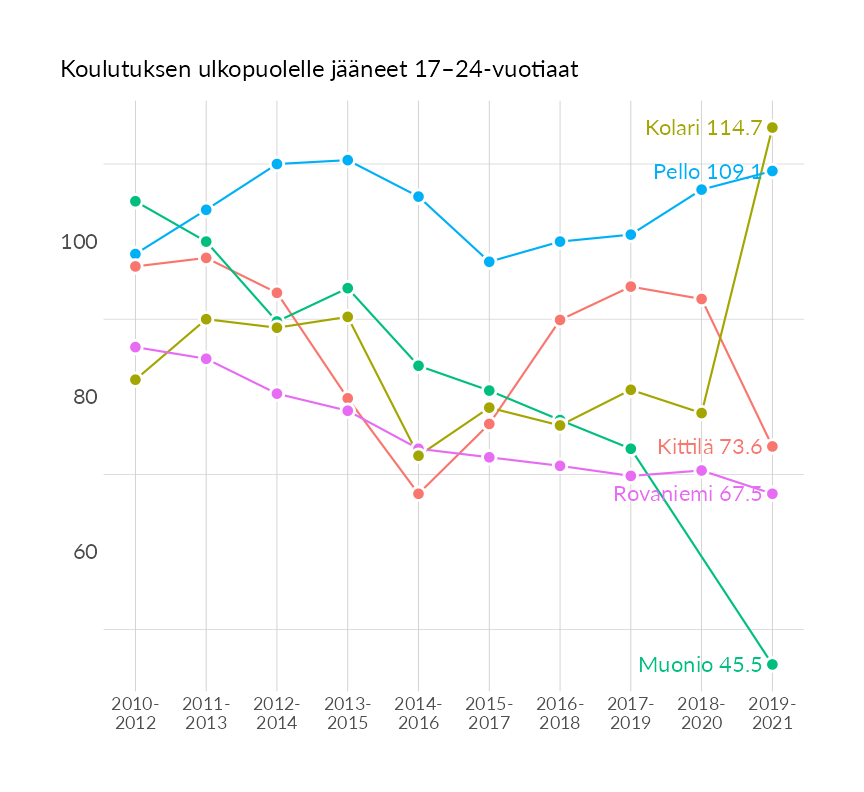 Koulutuksen ulkopuolelle jääneet 17–24-vuotiaat
Kolari 114.7
Pello 109.1
100
80
Kittilä 73.6
Rovaniemi 67.5
60
Muonio 45.5
2010- 2011- 2012- 2013- 2014- 2015- 2016- 2017- 2018- 2019-
2012 2013 2014 2015 2016 2017 2018 2019 2020 2021